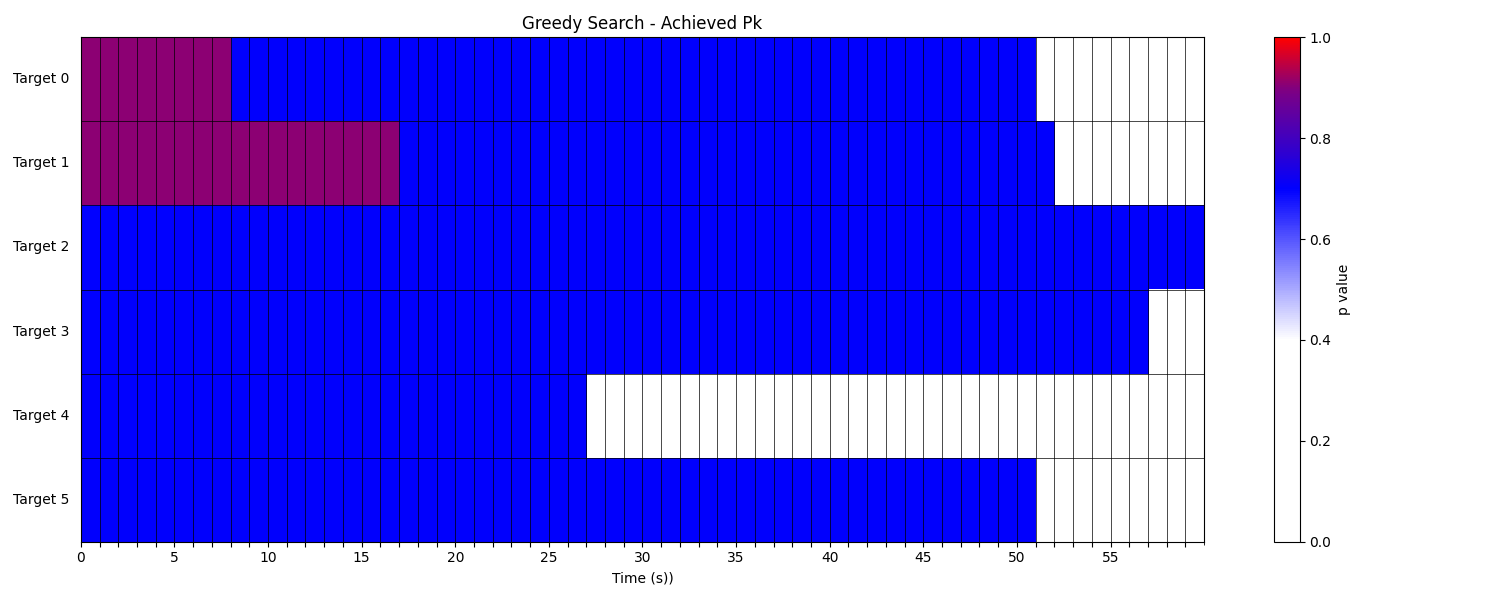 Greedy Search - Achieved Pk
Target 0
Target 1
Target 2
Target 3
Target 4
Target 5
0 5 10 15 20 25 30 35 40 45 50 55
Time (s))
1.0
0.8
0.6
0.4
0.2
0.0
p value